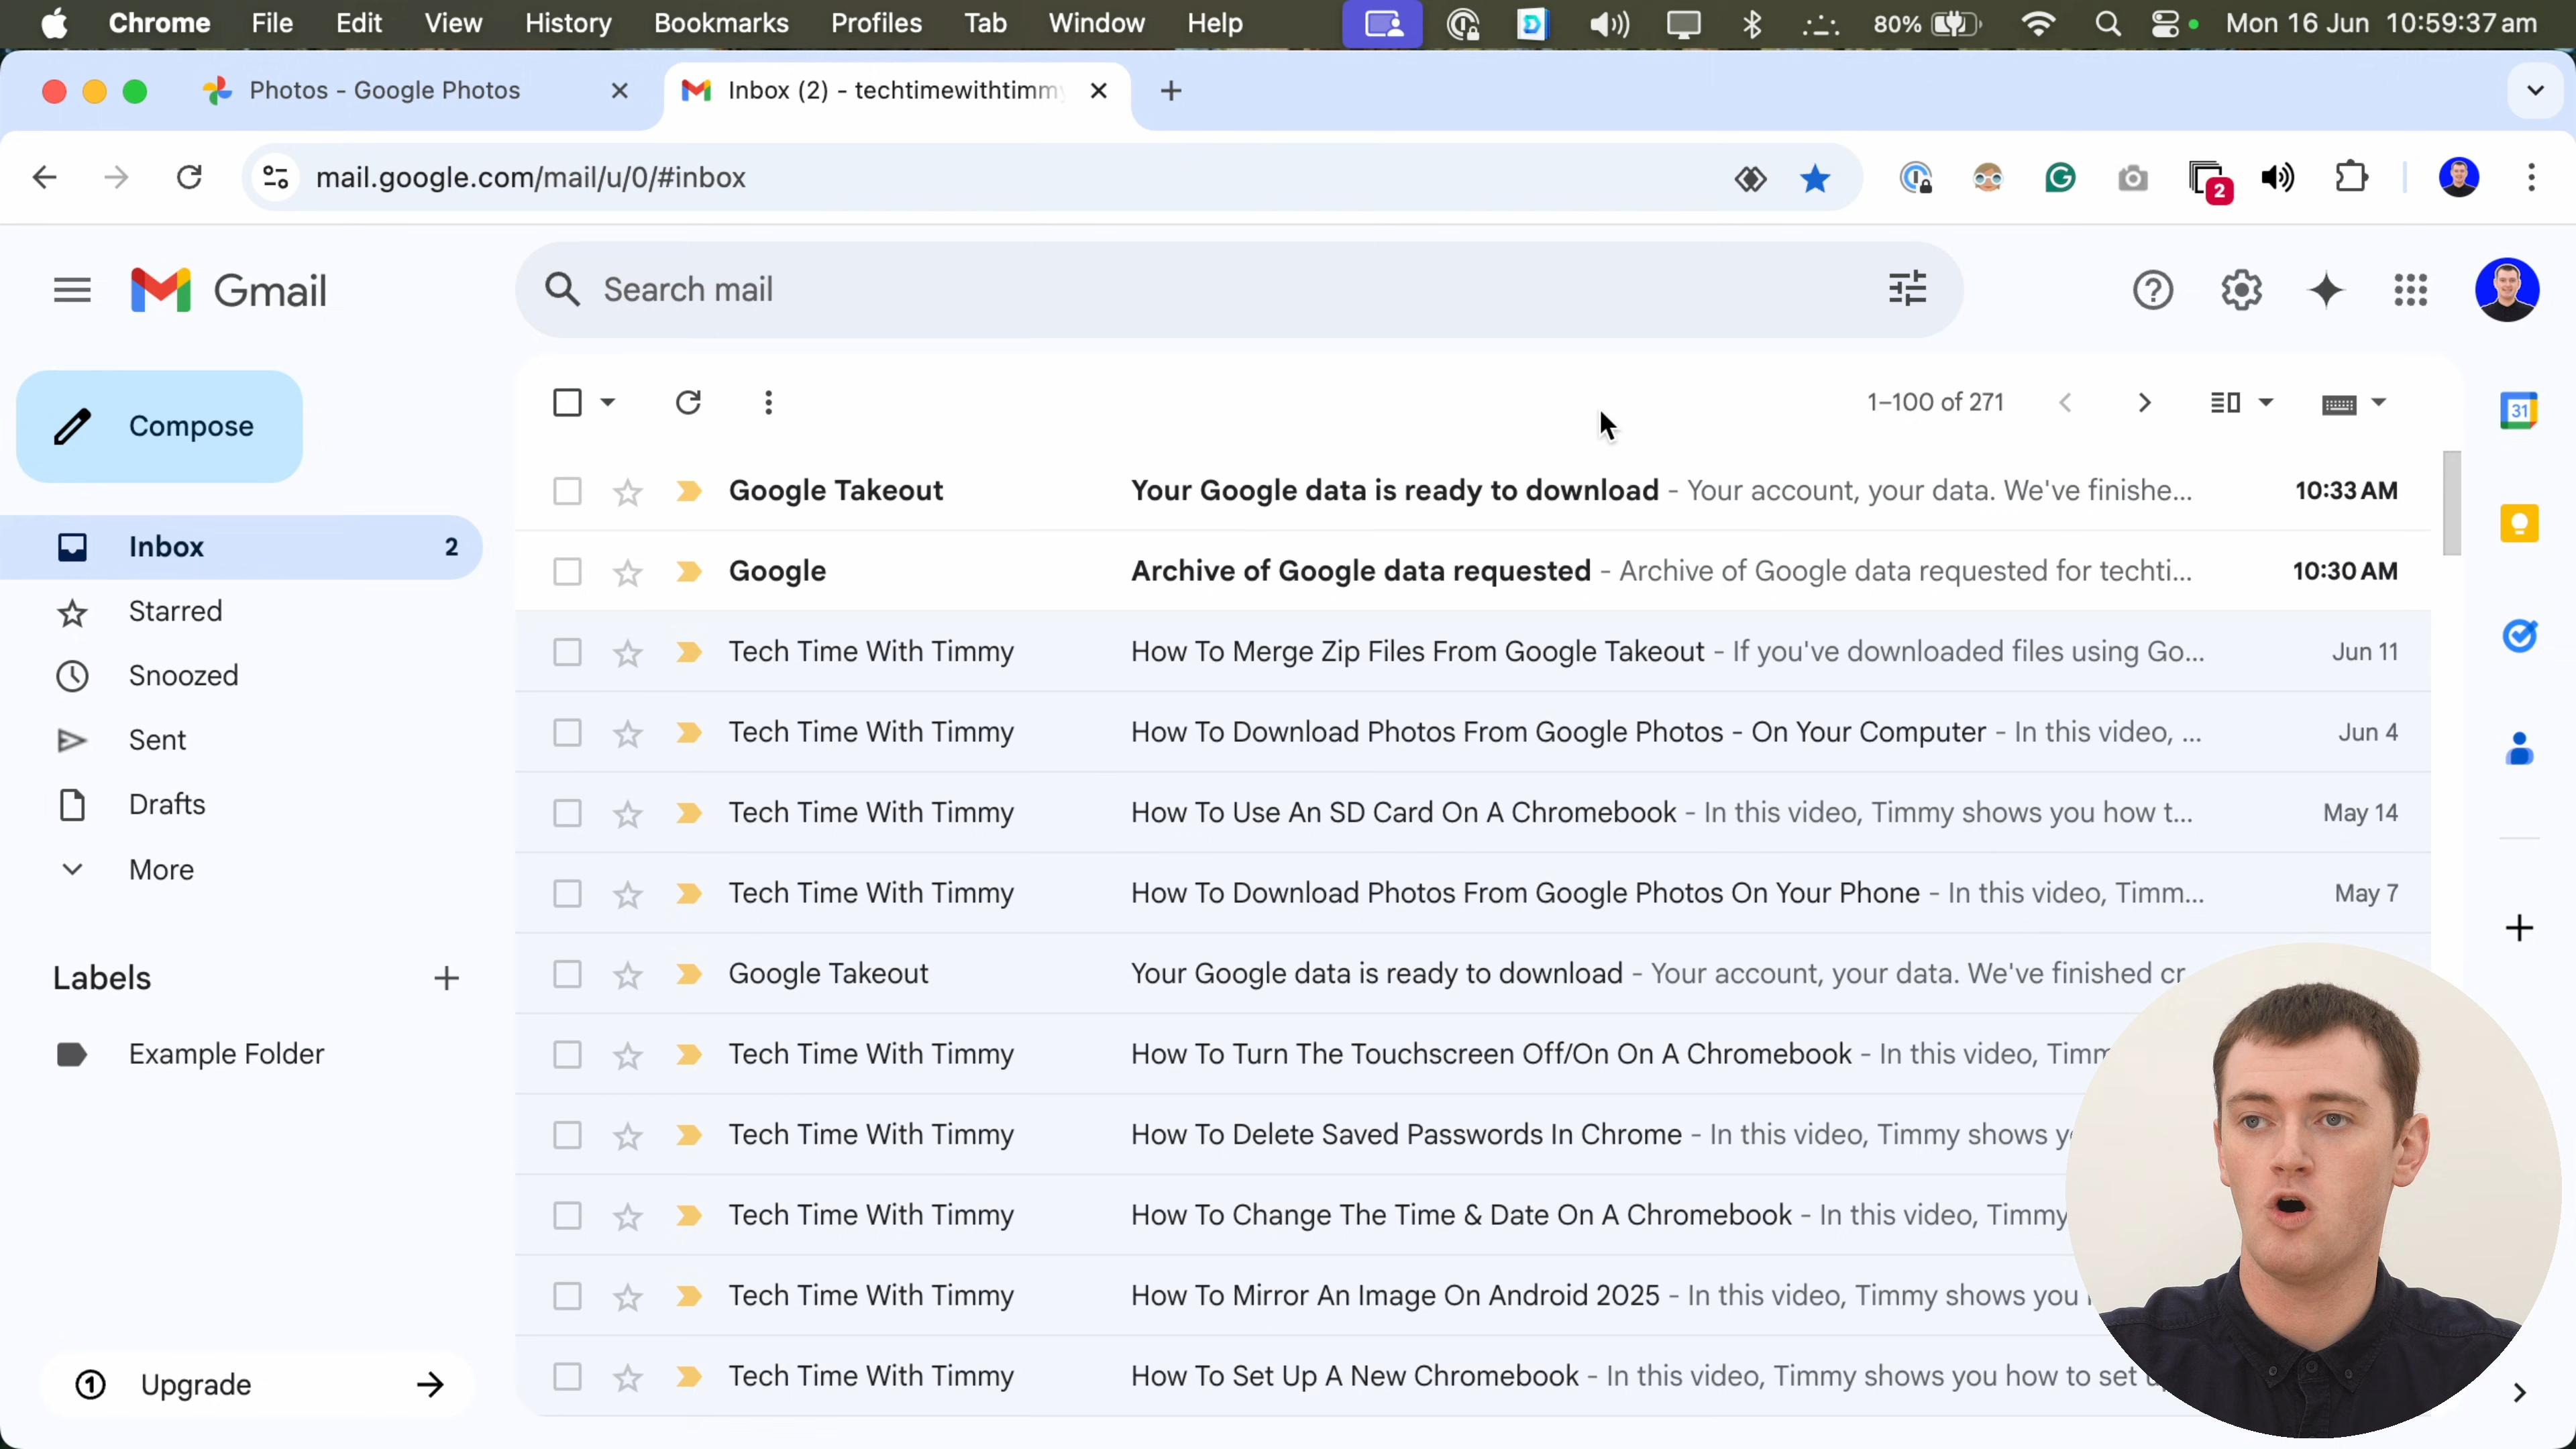 Chrome File Edit View History Bookmarks Profiles Tab Window Help 80% Mon 16 Jun 10:59:37 am
Photos - Google Photos Inbox (2) - techtimewithtimmy
mail.google.com/mail/u/0/#inbox 2
Gmail Search mail
Compose
1–100 of 271
31
Inbox 2
Starred
Snoozed
Sent
Drafts
More
Labels
Example Folder
Upgrade
Google Takeout Your Google data is ready to download - Your account, your data. We've finishe... 10:33 AM
Google Archive of Google data requested - Archive of Google data requested for techti... 10:30 AM
Tech Time With Timmy How To Merge Zip Files From Google Takeout - If you've downloaded files using Go... Jun 11
Tech Time With Timmy How To Download Photos From Google Photos - On Your Computer - In this video, ... Jun 4
Tech Time With Timmy How To Use An SD Card On A Chromebook - In this video, Timmy shows you how t... May 14
Tech Time With Timmy How To Download Photos From Google Photos On Your Phone - In this video, Timm... May 7
Google Takeout Your Google data is ready to download - Your account, your data. We've finished cr
Tech Time With Timmy How To Turn The Touchscreen Off/On On A Chromebook - In this video, Timm
Tech Time With Timmy How To Delete Saved Passwords In Chrome - In this video, Timmy shows y
Tech Time With Timmy How To Change The Time & Date On A Chromebook - In this video, Timmy
Tech Time With Timmy How To Mirror An Image On Android 2025 - In this video, Timmy shows you
Tech Time With Timmy How To Set Up A New Chromebook - In this video, Timmy shows you how to set